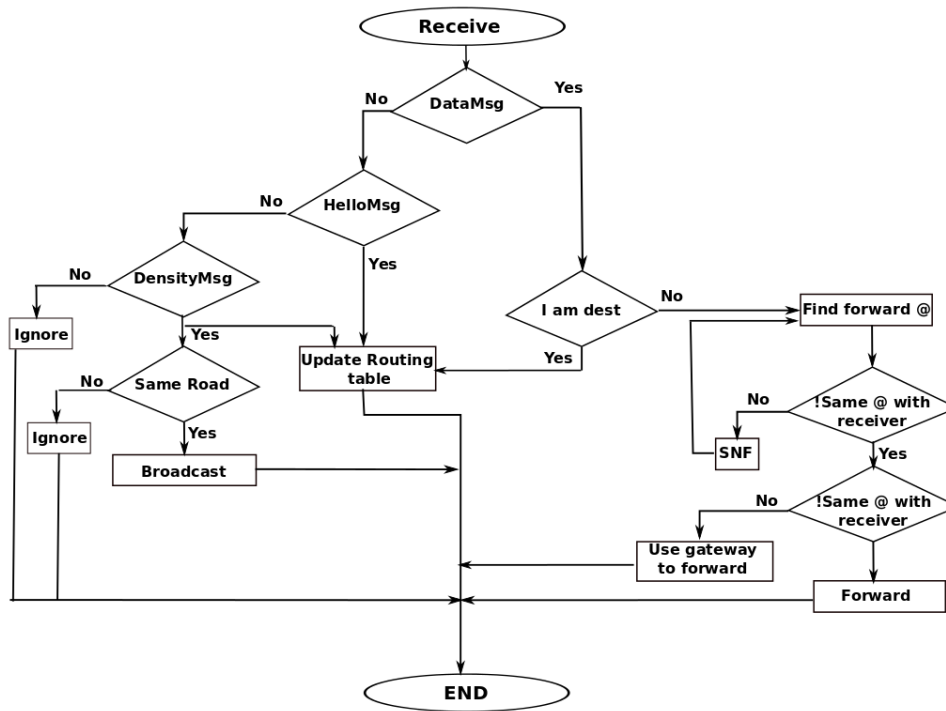 Receive
Yes
No
DataMsg
No
HelloMsg
Yes
No
DensityMsg
No
I am dest
Find forward @
Ignore
Yes
Yes
Update Routing
table
No
Same Road
No
!Same @ with
receiver
Ignore
Yes
SNF
Yes
Broadcast
No
!Same @ with
receiver
Use gateway
to forward
Forward
END